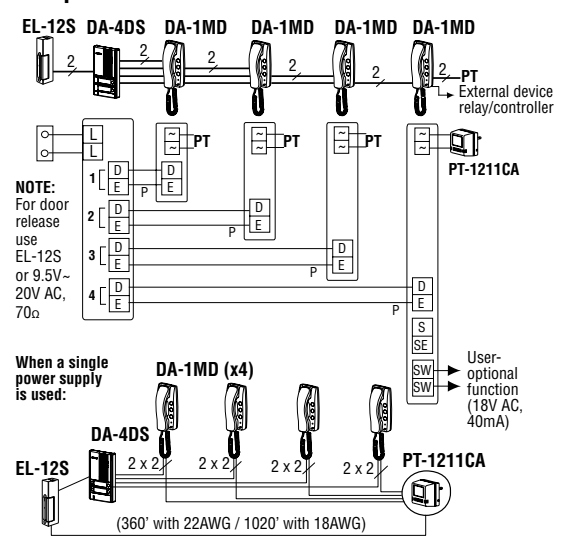 EL-12S DA-4DS DA-1MD DA-1MD DA-1MD DA-1MD
2 2 2 2 2 2
PT
External device
relay/controller
L
L
~
~
PT
~
~
PT
~
~
PT
~
~
PT-1211CA
NOTE:
For door
release
use
EL-12S
or 9.5V~
20V AC,
70Ω
1 D D
E P E
2 D D
E P E
3 D D
E P E
4 D D
E P E
S
SE
SW
SW
User-
optional
function
(18V AC,
40mA)
When a single
power supply
is used:
DA-1MD (x4)
DA-4DS
EL-12S
2 x 2 2 x 2 2 x 2 2 x 2
PT-1211CA
(360' with 22AWG / 1020' with 18AWG)